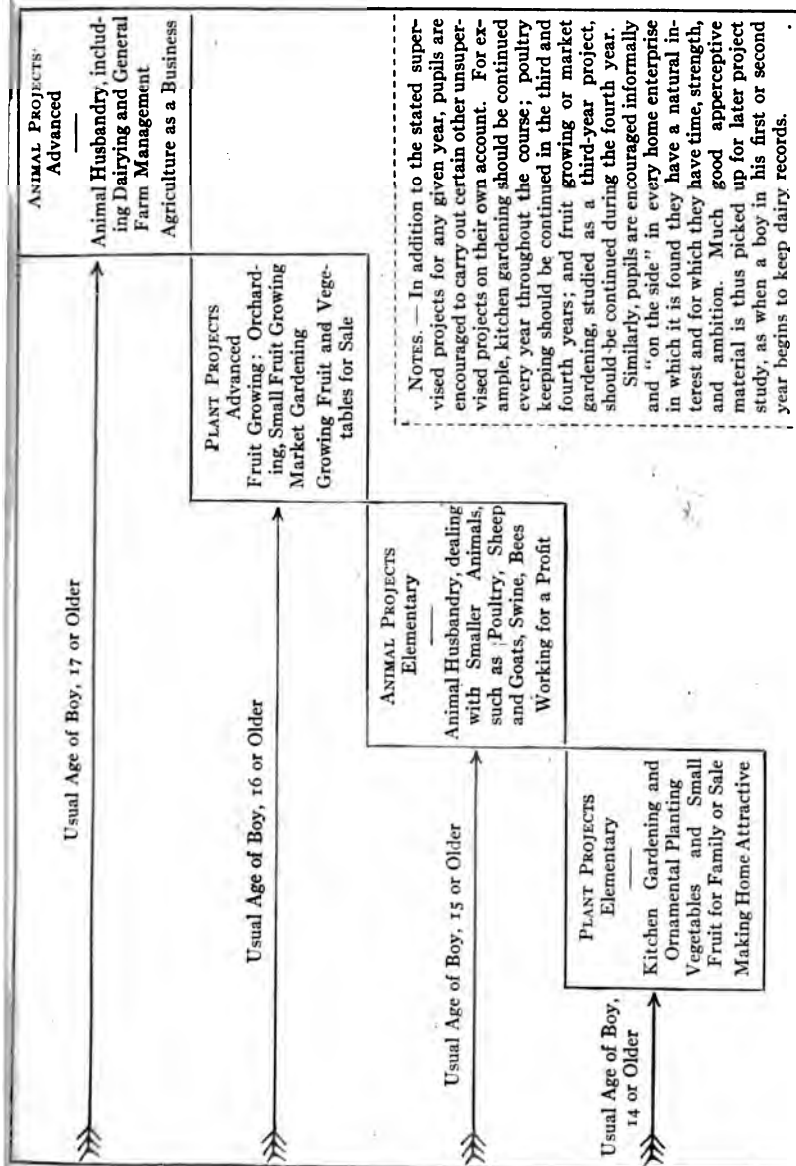 Usual Age of Boy, 17 or Older
ANIMAL PROJECTS
Advanced
Animal Husbandry, includ-
ing Dairying and General
Farm Management
Agriculture as a Business
Usual Age of Boy, 16 or Older
PLANT PROJECTS
Advanced
Fruit Growing: Orchard-
ing, Small Fruit Growing
Market Gardening
Growing Fruit and Vege-
tables for Sale
Usual Age of Boy, 15 or Older
ANIMAL PROJECTS
Elementary
Animal Husbandry, dealing
with Smaller Animals,
such as Poultry, Sheep
and Goats, Swine, Bees
Working for a Profit
Usual Age of Boy,
14 or Older
PLANT PROJECTS
Elementary
Kitchen Gardening and
Ornamental Planting
Vegetables and Small
Fruit for Family or Sale
Making Home Attractive
NOTES. — In addition to the stated super-
vised projects for any given year, pupils are
encouraged to carry out certain other unsuper-
vised projects on their own account. For ex-
ample, kitchen gardening should be continued
every year throughout the course; poultry
keeping should be continued in the third and
fourth years; and fruit growing or market
gardening, studied as a third-year project,
should be continued during the fourth year.
Similarly, pupils are encouraged informally
and "on the side" in every home enterprise
in which it is found they have a natural in-
terest and for which they have time, strength,
and ambition. Much good apperceptive
material is thus picked up for later project
study, as when a boy in his first or second
year begins to keep dairy records.